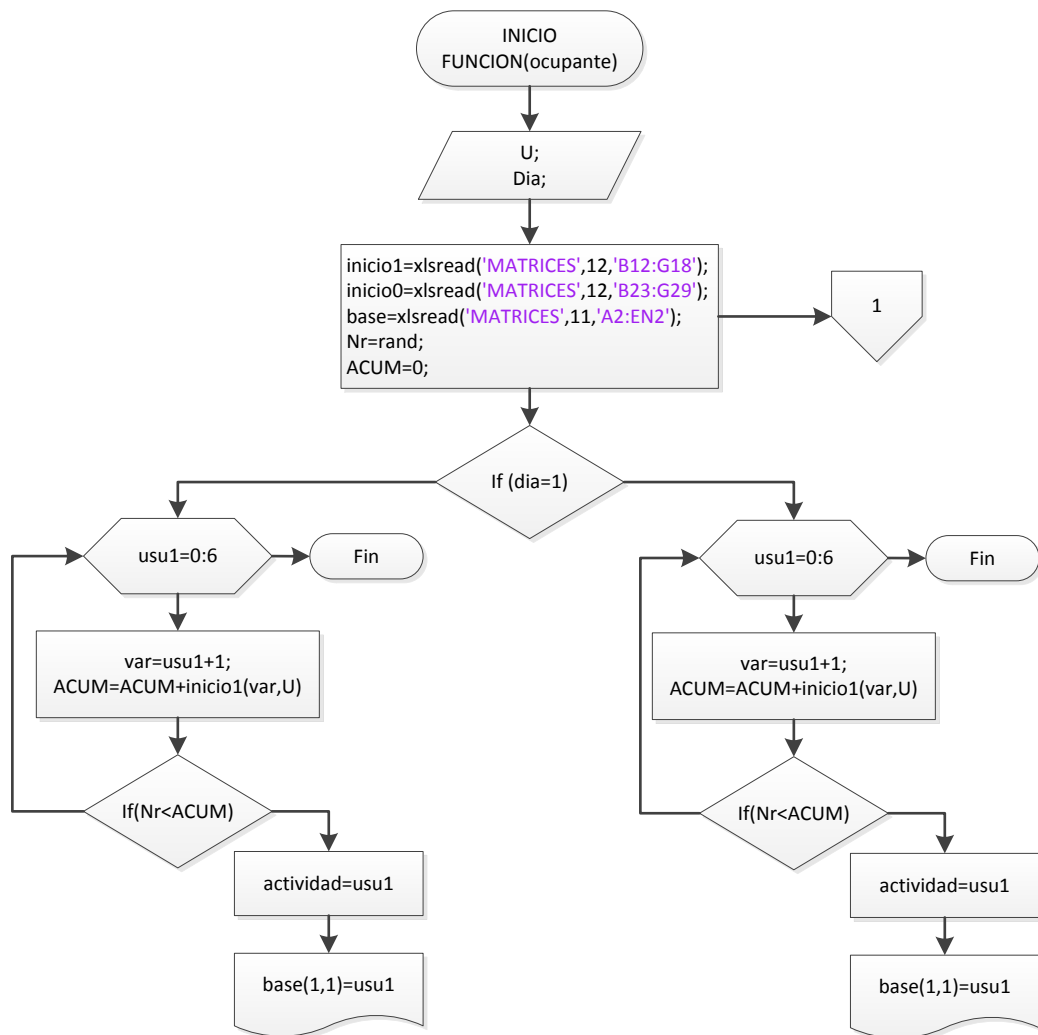 INICIO
FUNCION(ocupante)
U;
Dia;
inicio1=xlsread('MATRICES',12,'B12:G18');
inicio0=xlsread('MATRICES',12,'B23:G29');
base=xlsread('MATRICES',11,'A2:EN2');
Nr=rand;
ACUM=0;
1
If (dia=1)
usu1=0:6
Fin
var=usu1+1;
ACUM=ACUM+inicio1(var,U)
If(Nr<ACUM)
actividad=usu1
base(1,1)=usu1
usu1=0:6
Fin
var=usu1+1;
ACUM=ACUM+inicio1(var,U)
If(Nr<ACUM)
actividad=usu1
base(1,1)=usu1